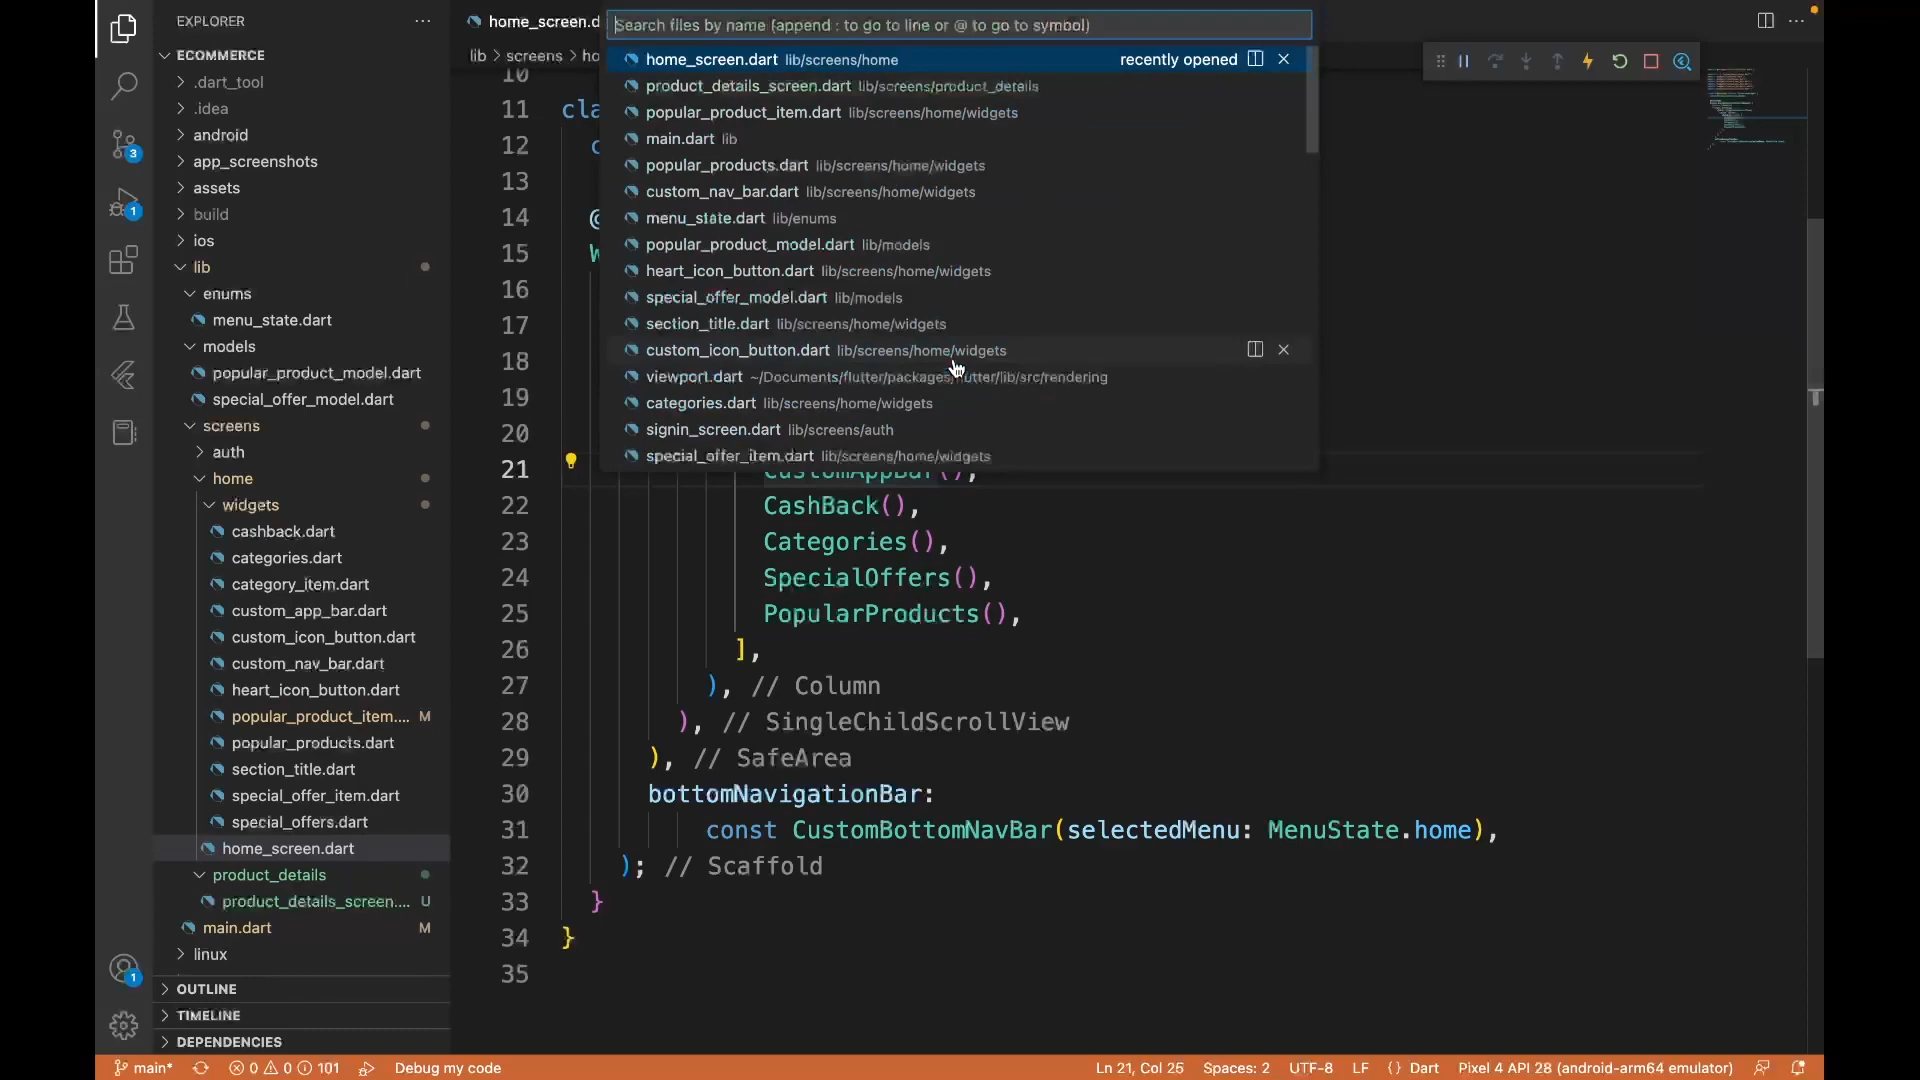 EXPLORER
ECOMMERCE
.dart_tool
.idea
android
app_screenshots
assets
build
ios
lib
enums
menu_state.dart
models
popular_product_model.dart
special_offer_model.dart
screens
auth
home
widgets
cashback.dart
categories.dart
category_item.dart
custom_app_bar.dart
custom_icon_button.dart
custom_nav_bar.dart
heart_icon_button.dart
popular_product_item.... M
popular_products.dart
section_title.dart
special_offer_item.dart
special_offers.dart
home_screen.dart
product_details
product_details_screen.... U
main.dart M
linux
OUTLINE
TIMELINE
DEPENDENCIES
3
1
1
home_screen.d
lib > screens > ho
Search files by name (append : to go to line or @ to go to symbol)
home_screen.dart lib/screens/home recently opened
product_details_screen.dart lib/screens/product_details
popular_product_item.dart lib/screens/home/widgets
main.dart lib
popular_products.dart lib/screens/home/widgets
custom_nav_bar.dart lib/screens/home/widgets
menu_state.dart lib/enums
popular_product_model.dart lib/models
heart_icon_button.dart lib/screens/home/widgets
special_offer_model.dart lib/models
section_title.dart lib/screens/home/widgets
custom_icon_button.dart lib/screens/home/widgets
viewport.dart ~/Documents/flutter/packages/flutter/lib/src/rendering
categories.dart lib/screens/home/widgets
signin_screen.dart lib/screens/auth
special_offer_item.dart lib/screens/home/widgets
10
11 cla
12 c
13
14 @
15 W
16
17
18
19
20
21 CustomAppBar(),
22 CashBack(),
23 Categories(),
24 SpecialOffers(),
25 PopularProducts(),
26 ],
27 ), // Column
28 ), // SingleChildScrollView
29 ), // SafeArea
30 bottomNavigationBar:
31 const CustomBottomNavBar(selectedMenu: MenuState.home),
32 ); // Scaffold
33 }
34 }
35
main* 0 0 101 Debug my code Ln 21, Col 25 Spaces: 2 UTF-8 LF {} Dart Pixel 4 API 28 (android-arm64 emulator)